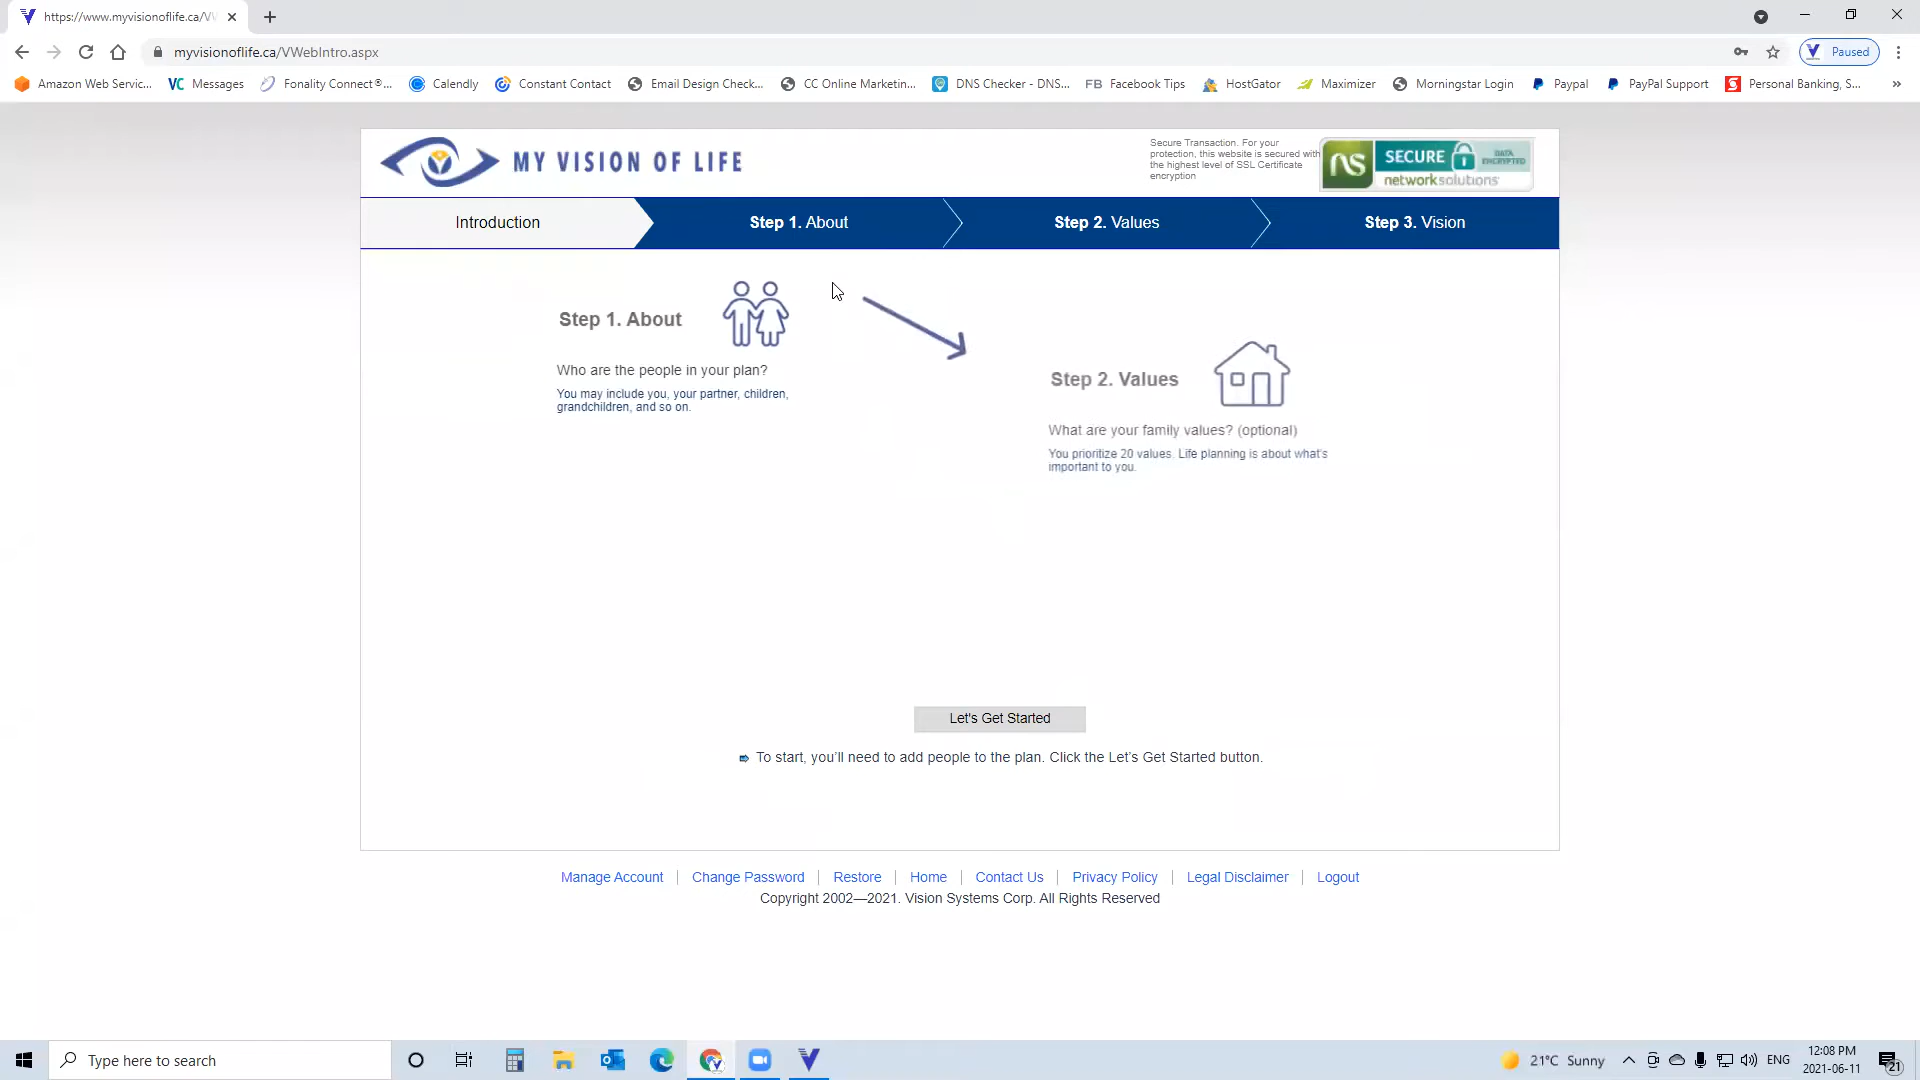 https://www.myvisionoflife.ca/VW
myvisionoflife.ca/VWebIntro.aspx
Paused
Amazon Web Servic...
VC Messages
Fonality Connect®...
Calendly
Constant Contact
Email Design Check...
CC Online Marketin...
DNS Checker - DNS...
FB Facebook Tips
HostGator
Maximizer
Morningstar Login
Paypal
PayPal Support
Personal Banking, S...
»
MY VISION OF LIFE
Secure Transaction. For your
protection, this website is secured with
the highest level of SSL Certificate
encryption
ns
SECURE
DATA
ENCRYPTED
networksolutions
Introduction
Step 1. About
Step 2. Values
Step 3. Vision
Step 1. About
Who are the people in your plan?
You may include you, your partner, children,
grandchildren, and so on.
Step 2. Values
What are your family values? (optional)
You prioritize 20 values. Life planning is about what's
important to you.
Let's Get Started
To start, you'll need to add people to the plan. Click the Let's Get Started button.
Manage Account
Change Password
Restore
Home
Contact Us
Privacy Policy
Legal Disclaimer
Logout
Copyright 2002—2021. Vision Systems Corp. All Rights Reserved
Type here to search
21°C Sunny
ENG
12:08 PM
2021-06-11
21